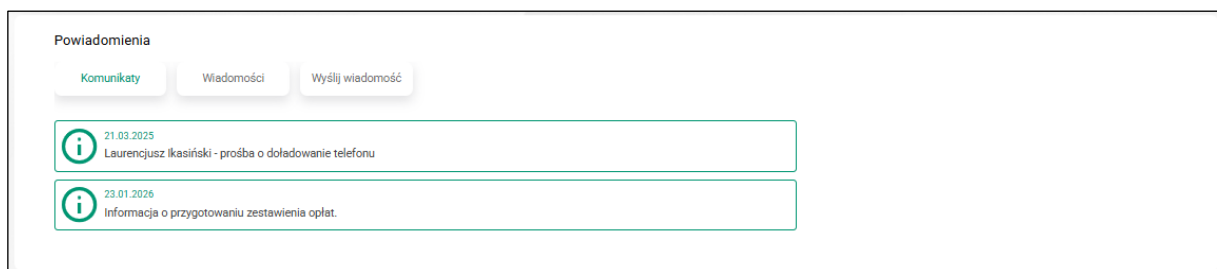 Powiadomienia
Komunikaty Wiadomości Wyślij wiadomość
21.03.2025
Laurencjusz Ikasiński - prośba o doładowanie telefonu
23.01.2026
Informacja o przygotowaniu zestawienia opłat.